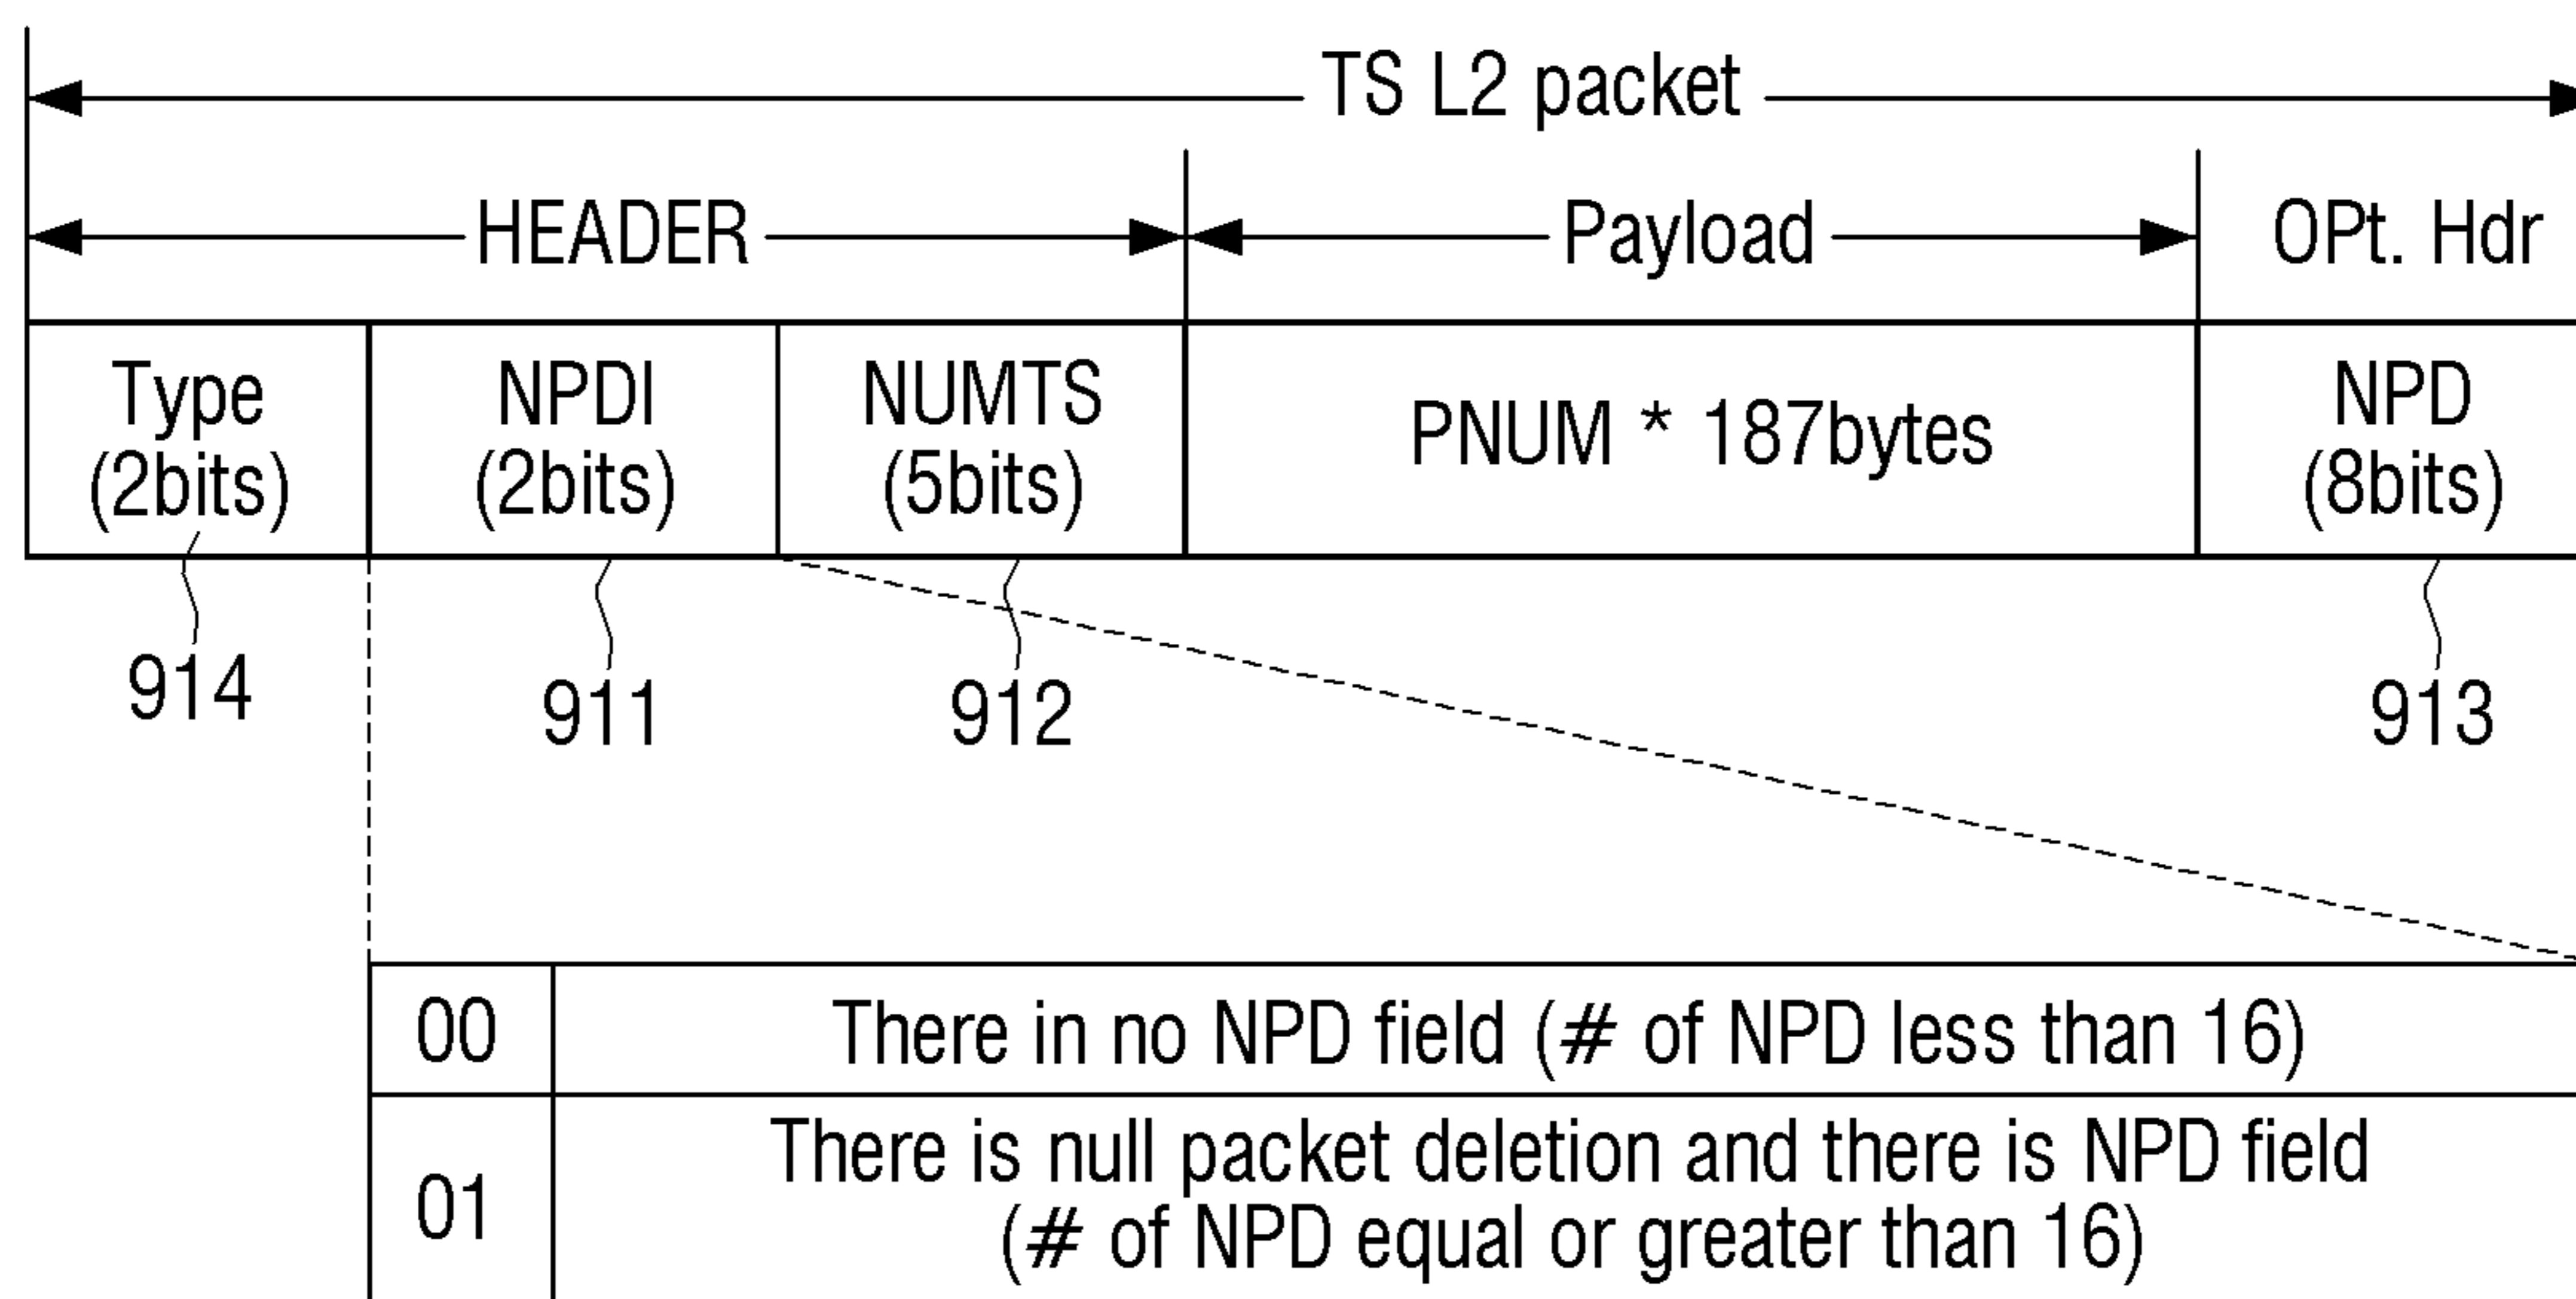 TS L2 packet
HEADER
Payload
OPt. Hdr
Type
(2bits)
NPDI
(2bits)
NUMTS
(5bits)
PNUM * 187bytes
NPD
(8bits)
914
911
912
913
00
There in no NPD field (# of NPD less than 16)
01
There is null packet deletion and there is NPD field
(# of NPD equal or greater than 16)